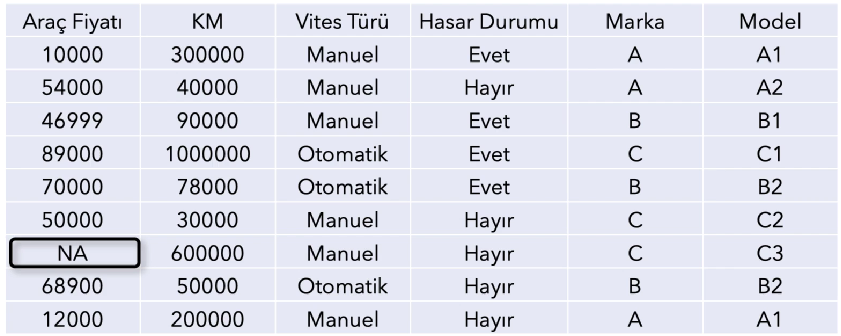 Araç Fiyatı KM Vites Türü Hasar Durumu Marka Model
10000 300000 Manuel Evet A A1
54000 40000 Manuel Hayır A A2
46999 90000 Manuel Evet B B1
89000 1000000 Otomatik Evet C C1
70000 78000 Otomatik Evet B B2
50000 30000 Manuel Hayır C C2
NA 600000 Manuel Hayır C C3
68900 50000 Otomatik Hayır B B2
12000 200000 Manuel Hayır A A1